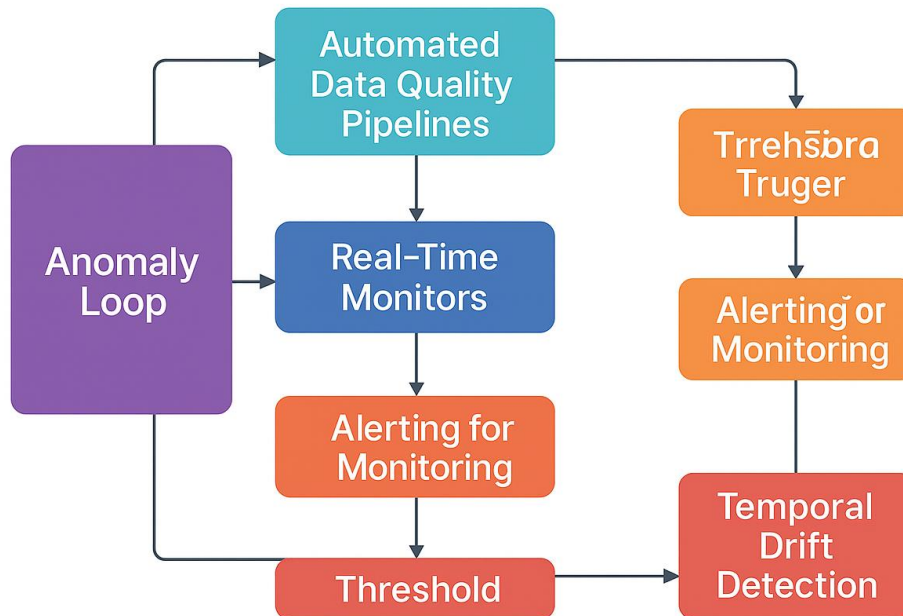 Automated
Data Quality
Pipelines
Anomaly
Loop
Real-Time
Monitors
Alerting for
Monitoring
Threshold
Truger
Alerting or
Monitoring
Temporal
Drift
Detection